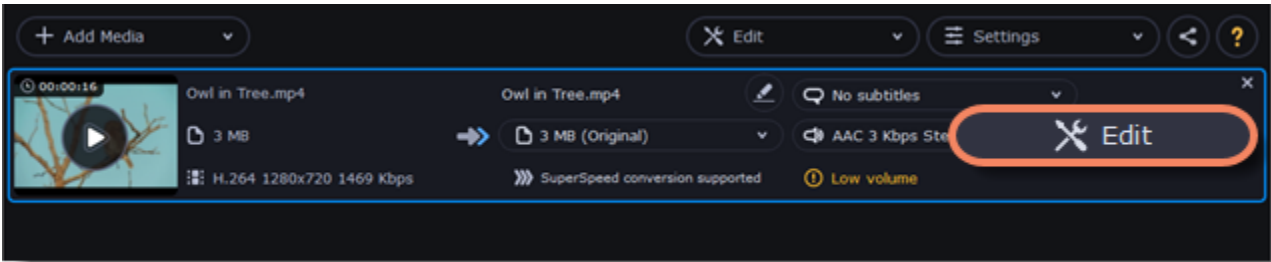 Add Media
Edit
Settings
?
00:00:16
Owl in Tree.mp4
3 MB
H.264 1280x720 1469 Kbps
Owl in Tree.mp4
3 MB (Original)
SuperSpeed conversion supported
No subtitles
AAC 3 Kbps Ste
Low volume
Edit